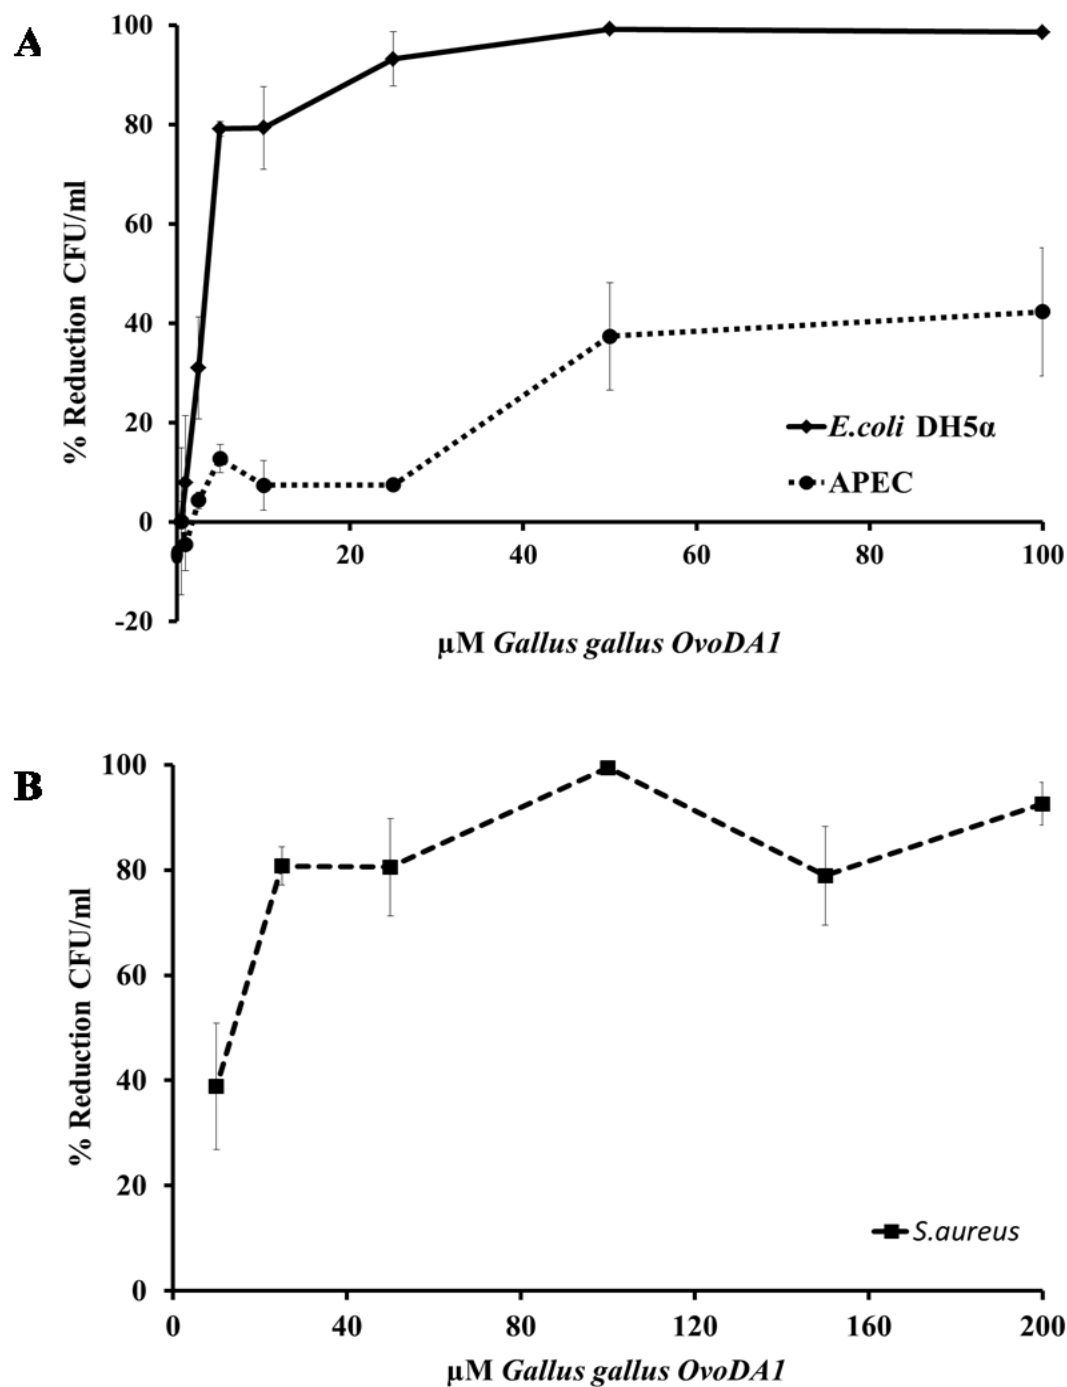 A
100
80
60
40
20
0
-20
% Reduction CFU/ml
20 40 60 80 100
E.coli DH5α
APEC
µM Gallus gallus OvoDA1
B
100
80
60
40
20
0
% Reduction CFU/ml
0 40 80 120 160 200
S.aureus
µM Gallus gallus OvoDA1